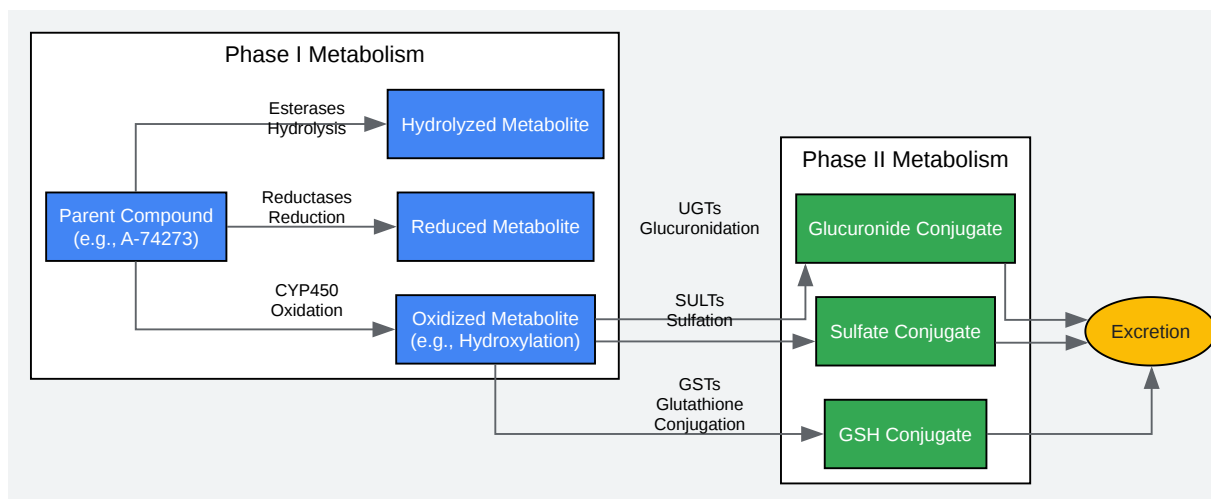 Phase I Metabolism
Esterases
Hydrolysis
Hydrolyzed Metabolite
Parent Compound
(e.g., A-74273)
Reductases
Reduction
Reduced Metabolite
CYP450
Oxidation
Oxidized Metabolite
(e.g., Hydroxylation)
UGTs
Glucuronidation
SULTs
Sulfation
GSTs
Glutathione
Conjugation
Phase II Metabolism
Glucuronide Conjugate
Sulfate Conjugate
GSH Conjugate
Excretion